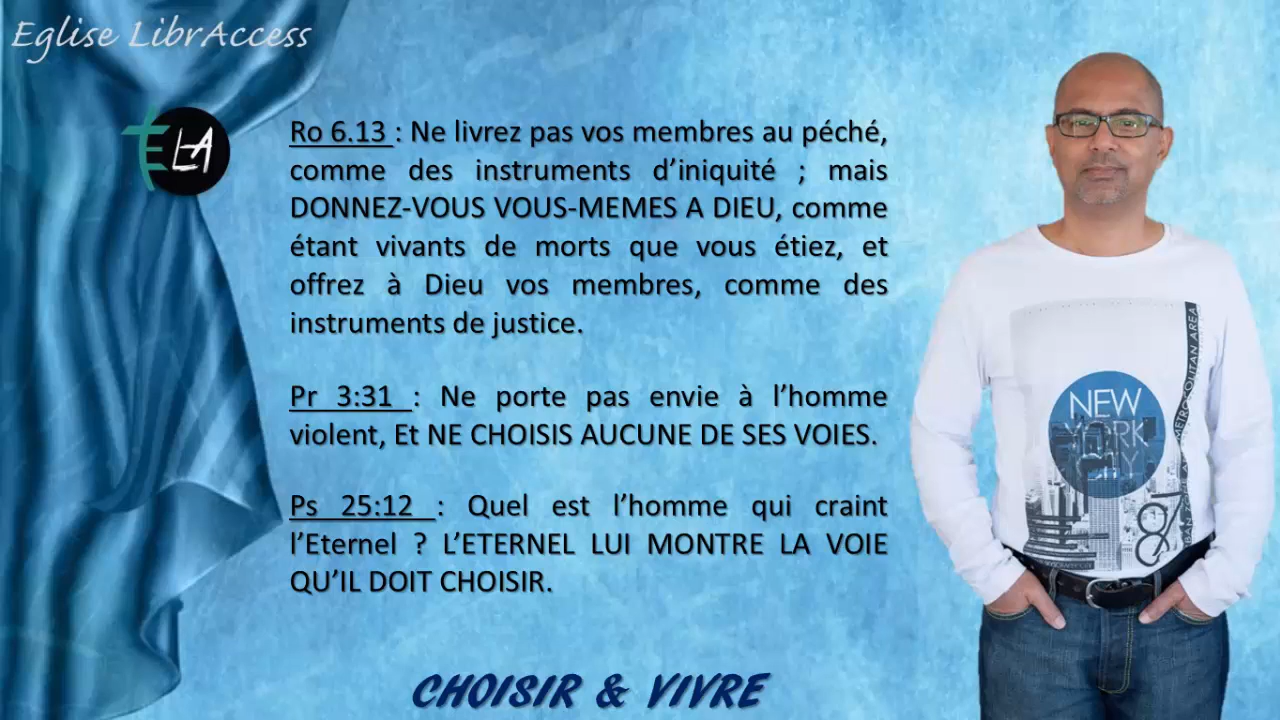 Eglise LibrAccess
ELA
Ro 6.13 : Ne livrez pas vos membres au péché,
comme des instruments d’iniquité ; mais
DONNEZ-VOUS VOUS-MEMES A DIEU, comme
étant vivants de morts que vous étiez, et
offrez à Dieu vos membres, comme des
instruments de justice.
Pr 3:31 : Ne porte pas envie à l’homme
violent, Et NE CHOISIS AUCUNE DE SES VOIES.
Ps 25:12 : Quel est l’homme qui craint
l’Eternel ? L’ETERNEL LUI MONTRE LA VOIE
QU’IL DOIT CHOISIR.
CHOISIR & VIVRE
METROPOLITAN AREA
NEW
YORK
CITY
87